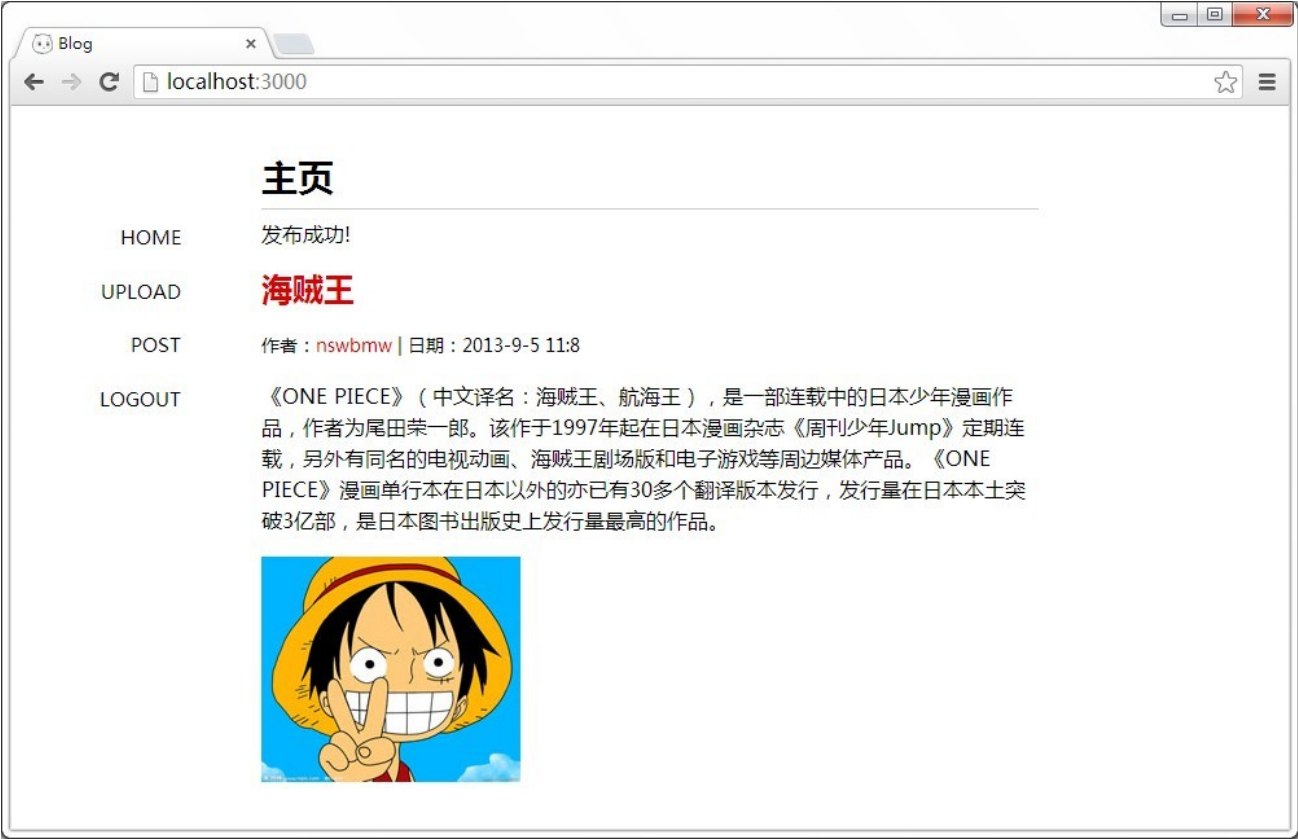 Blog
localhost:3000
主页
HOME
发布成功!
UPLOAD
海贼王
POST
作者：nswbmw | 日期：2013-9-5 11:8
LOGOUT
《ONE PIECE》（中文译名：海贼王、航海王），是一部连载中的日本少年漫画作
品，作者为尾田荣一郎。该作于1997年起在日本漫画杂志《周刊少年Jump》定期连
载，另外有同名的电视动画、海贼王剧场版和电子游戏等周边媒体产品。《ONE
PIECE》漫画单行本在日本以外的亦已有30多个翻译版本发行，发行量在日本本土突
破3亿部，是日本图书出版史上发行量最高的作品。